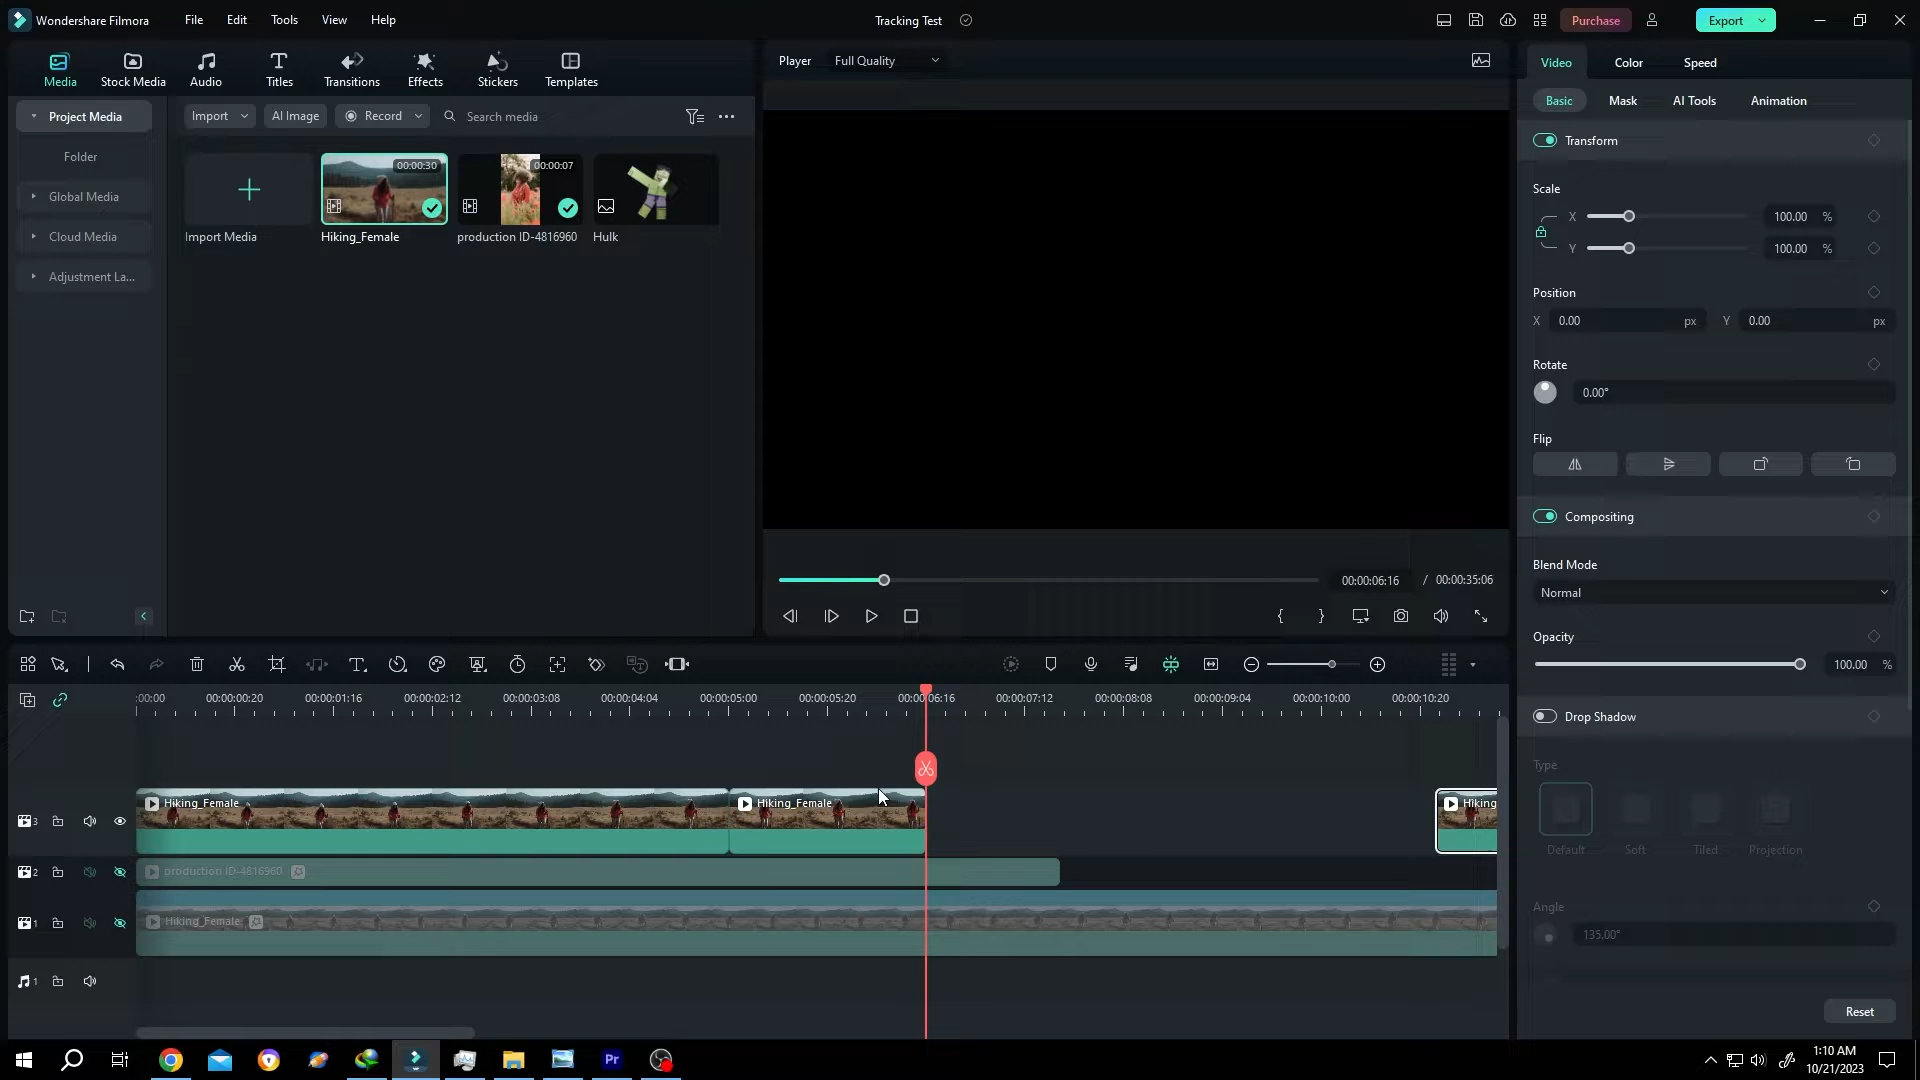 Wondershare Filmora
File
Edit
Tools
View
Help
Tracking Test
Purchase
Export
Media
Stock Media
Audio
Titles
Transitions
Effects
Stickers
Templates
Player
Full Quality
Video
Color
Speed
Project Media
Folder
Global Media
Cloud Media
Adjustment La...
Import
AI Image
Record
Search media
00:00:30
00:00:07
Import Media
Hiking_Female
production ID-4816960
Hulk
00:00:06:16 / 00:00:35:06
Basic
Mask
AI Tools
Animation
Transform
Scale
X
100.00 %
Y
100.00 %
Position
X 0.00 px
Y 0.00 px
Rotate
0.00°
Flip
Compositing
Blend Mode
Normal
Opacity
100.00 %
Drop Shadow
Type
Default
Soft
Tiled
Projection
Angle
135.00°
Reset
:00:00
00:00:00:20
00:00:01:16
00:00:02:12
00:00:03:08
00:00:04:04
00:00:05:00
00:00:05:20
00:00:06:16
00:00:07:12
00:00:08:08
00:00:09:04
00:00:10:00
00:00:10:20
3
Hiking_Female
Hiking_Female
Hiking
2
production ID-4816960
1
Hiking_Female
1
Pr
1:10 AM
10/21/2023